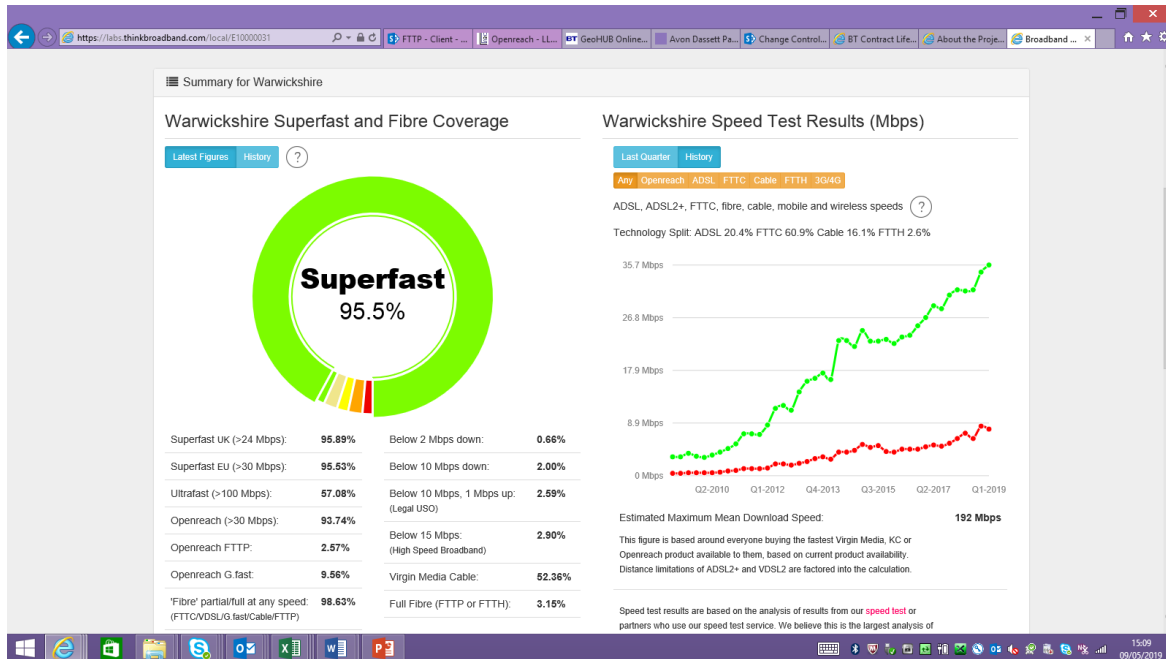 https://labs.thinkbroadband.com/local/E10000031
FTTP - Client - ...
Openreach - LL...
BT GeoHUB Online...
Avon Dassett Pa...
Change Control...
BT Contract Life...
About the Proje...
Broadband ...
Summary for Warwickshire
Warwickshire Superfast and Fibre Coverage
Latest Figures History ?
Superfast
95.5%
Superfast UK (>24 Mbps): 95.89%
Superfast EU (>30 Mbps): 95.53%
Ultrafast (>100 Mbps): 57.08%
Openreach (>30 Mbps): 93.74%
Openreach FTTP: 2.57%
Openreach G.fast: 9.56%
'Fibre' partial/full at any speed: 98.63%
(FTTC/VDSL/G.fast/Cable/FTTP)
Below 2 Mbps down: 0.66%
Below 10 Mbps down: 2.00%
Below 10 Mbps, 1 Mbps up: 2.59%
(Legal USO)
Below 15 Mbps: 2.90%
(High Speed Broadband)
Virgin Media Cable: 52.36%
Full Fibre (FTTP or FTTH): 3.15%
Warwickshire Speed Test Results (Mbps)
Last Quarter History
Any Openreach ADSL FTTC Cable FTTH 3G/4G
ADSL, ADSL2+, FTTC, fibre, cable, mobile and wireless speeds ?
Technology Split: ADSL 20.4% FTTC 60.9% Cable 16.1% FTTH 2.6%
35.7 Mbps
26.8 Mbps
17.9 Mbps
8.9 Mbps
0 Mbps
Q2-2010 Q1-2012 Q4-2013 Q3-2015 Q2-2017 Q1-2019
Estimated Maximum Mean Download Speed: 192 Mbps
This figure is based around everyone buying the fastest Virgin Media, KC or
Openreach product available to them, based on current product availability.
Distance limitations of ADSL2+ and VDSL2 are factored into the calculation.
Speed test results are based on the analysis of results from our speed test or
partners who use our speed test service. We believe this is the largest analysis of
15:09
09/05/2019